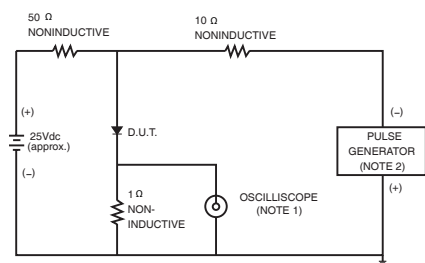 50 Ω
NONINDUCTIVE
10 Ω
NONINDUCTIVE
(+)
25Vdc
(approx.)
(−)
D.U.T.
1 Ω
NON-
INDUCTIVE
OSCILLISCOPE
(NOTE 1)
(−)
PULSE
GENERATOR
(NOTE 2)
(+)